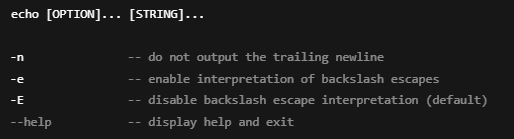 echo [OPTION]... [STRING]...
-n -- do not output the trailing newline
-e -- enable interpretation of backslash escapes
-E -- disable backslash escape interpretation (default)
--help -- display help and exit